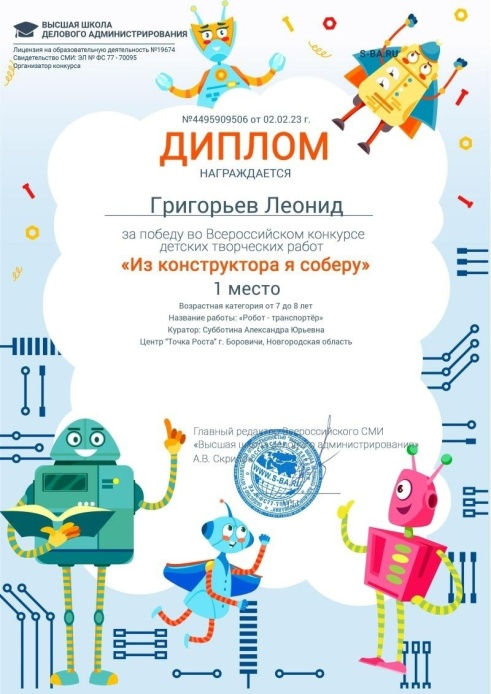 ВЫСШАЯ ШКОЛА
ДЕЛОВОГО АДМИНИСТРИРОВАНИЯ
Лицензия на образовательную деятельность №19674
Свидетельство СМИ: ЭЛ № ФС 77 - 70095
Организатор конкурса
S-BA.RU
№4495909506 от 02.02.23 г.
ДИПЛОМ
НАГРАЖДАЕТСЯ
Григорьев Леонид
за победу во Всероссийском конкурсе
детских творческих работ
«Из конструктора я соберу»
1 место
Возрастная категория от 7 до 8 лет
Название работы: «Робот - транспортёр»
Куратор: Субботина Александра Юрьевна
Центр "Точка Роста" г. Боровичи, Новгородская область
Главный редактор Всероссийского СМИ
«Высшая школа делового администрирования»
А.В.
WWW.S-BA.RU